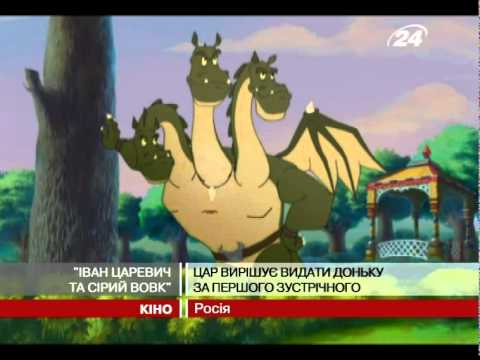 24
"ІВАН ЦАРЕВИЧ
ТА СІРИЙ ВОВК"
ЦАР ВИРІШУЄ ВИДАТИ ДОНЬКУ
ЗА ПЕРШОГО ЗУСТРІЧНОГО
КІНО
Росія